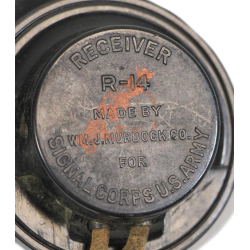 RECEIVER
R-14
MADE BY
WM.J.MURDOCK.CO.
FOR
SIGNAL CORPS U.S. ARMY